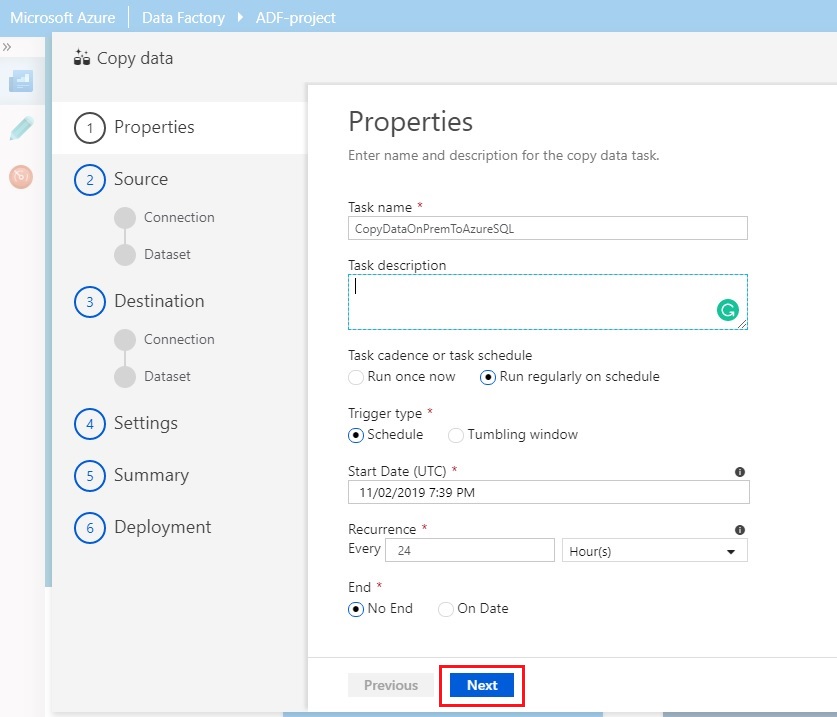 Microsoft Azure Data Factory ADF-project
»
Copy data
1 Properties
2 Source
Connection
Dataset
3 Destination
Connection
Dataset
4 Settings
5 Summary
6 Deployment
Properties
Enter name and description for the copy data task.
Task name *
CopyDataOnPremToAzureSQL
Task description
Task cadence or task schedule
Run once now Run regularly on schedule
Trigger type *
Schedule Tumbling window
Start Date (UTC) *
11/02/2019 7:39 PM
Recurrence *
Every 24 Hour(s)
End *
No End On Date
Previous Next